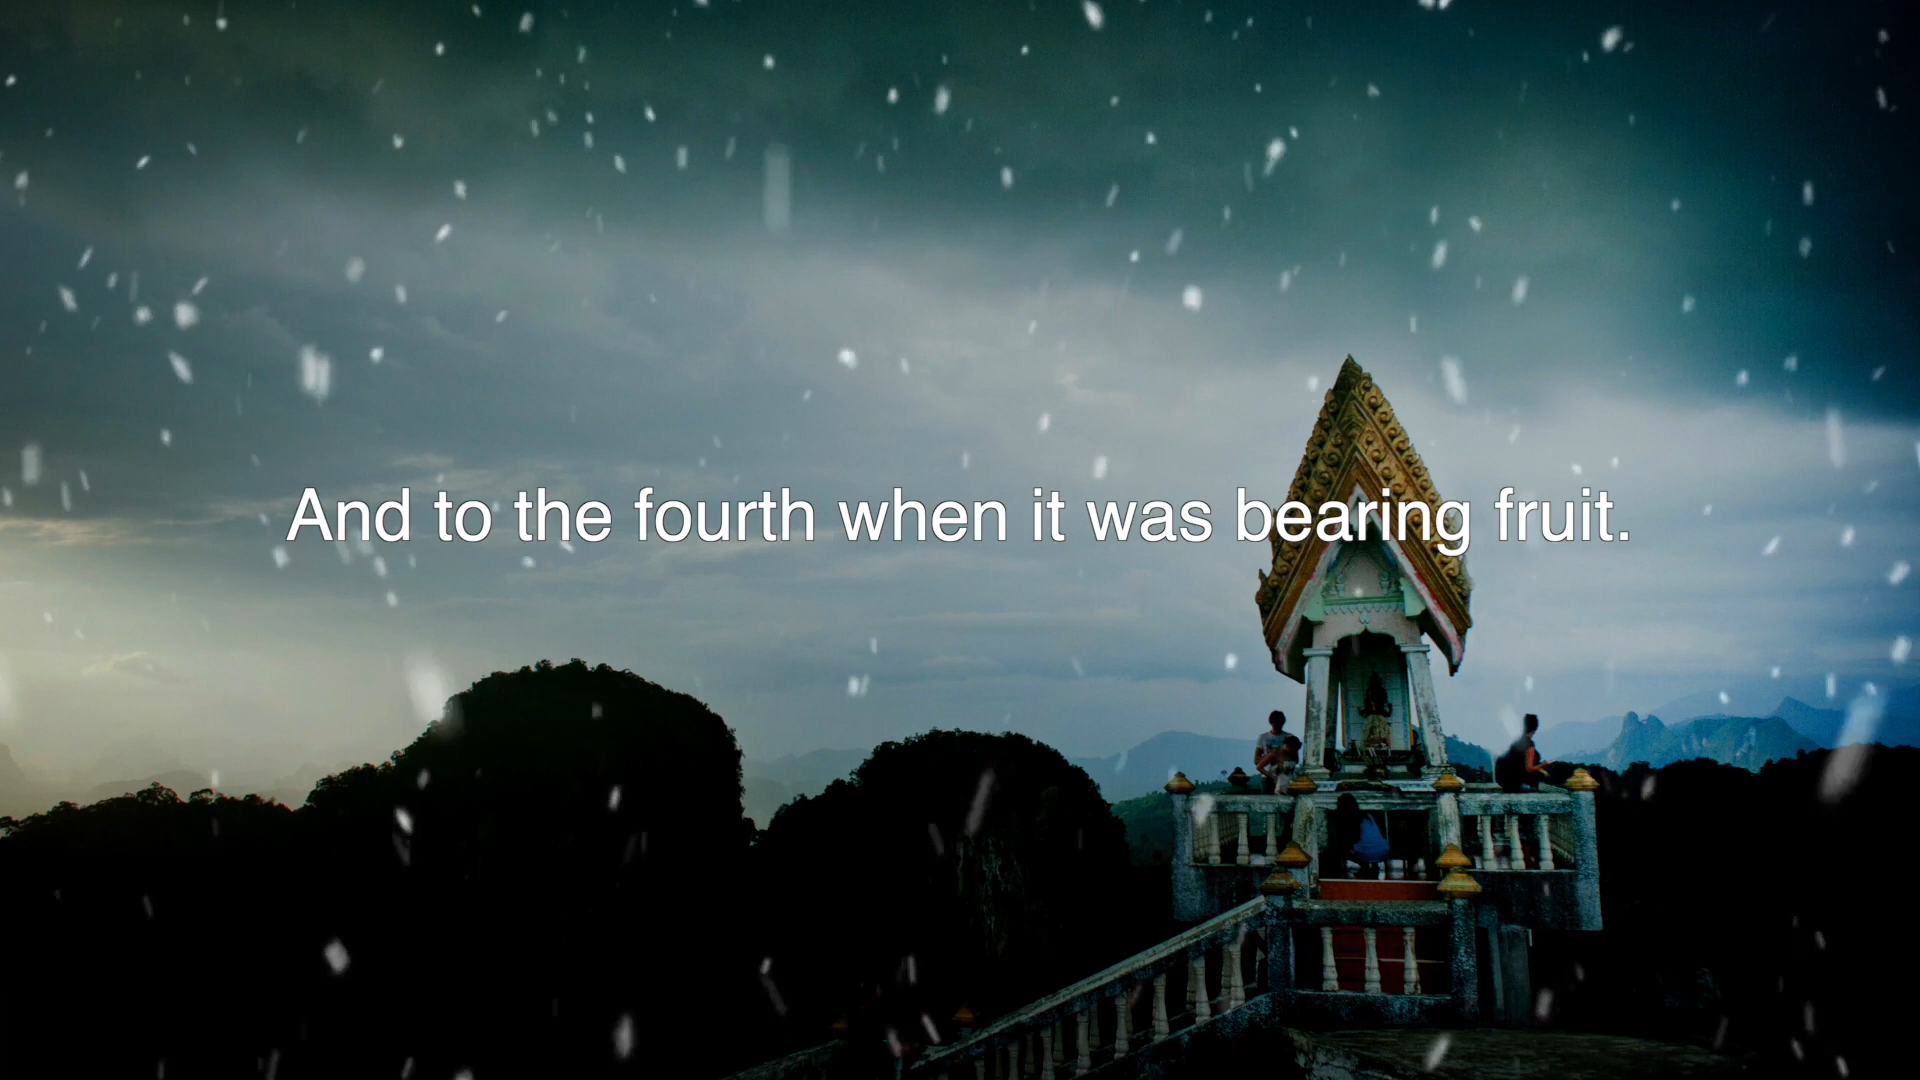 And to the fourth when it was bearing fruit.